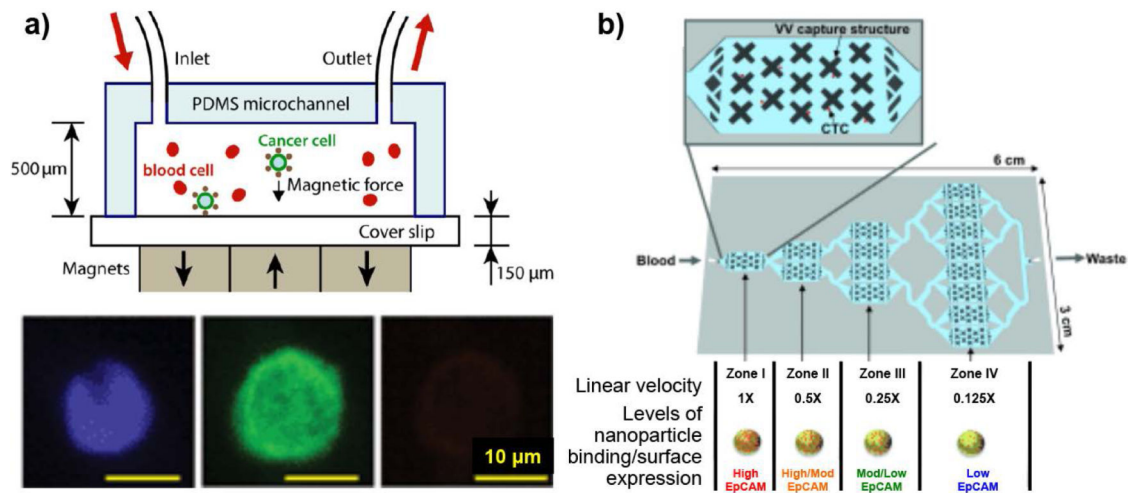 a)
Inlet
Outlet
PDMS microchannel
500 μm
Cancer cell
blood cell
Magnetic force
Cover slip
Magnets
150 μm
10 μm
b)
VV capture structure
CTC
6 cm
Blood
Waste
3 cm
Zone I Zone II Zone III Zone IV
Linear velocity 1X 0.5X 0.25X 0.125X
Levels of
nanoparticle
binding/surface
expression
High High/Mod Mod/Low Low
EpCAM EpCAM EpCAM EpCAM